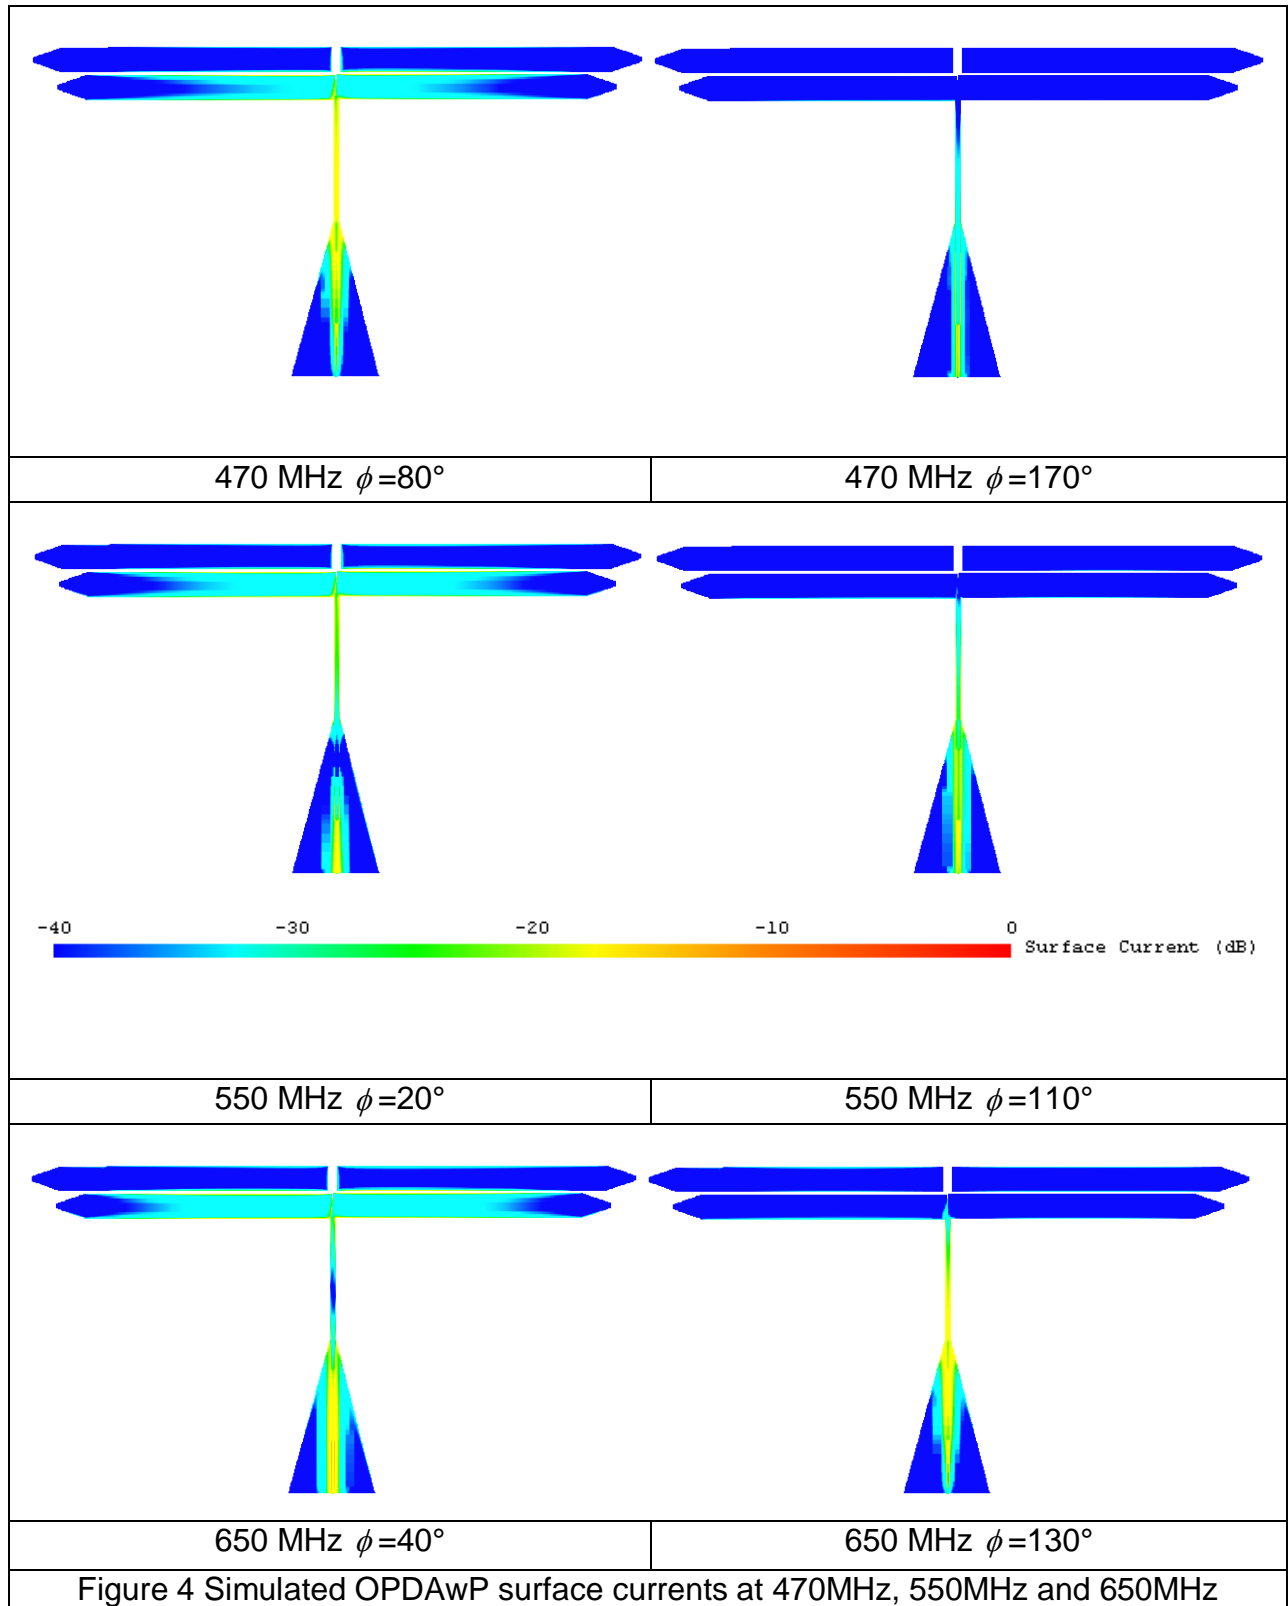 470 MHz ϕ=80°
470 MHz ϕ=170°
-40 -30 -20 -10 0
Surface Current (dB)
550 MHz ϕ=20°
550 MHz ϕ=110°
650 MHz ϕ=40°
650 MHz ϕ=130°
Figure 4 Simulated OPDAwP surface currents at 470MHz, 550MHz and 650MHz